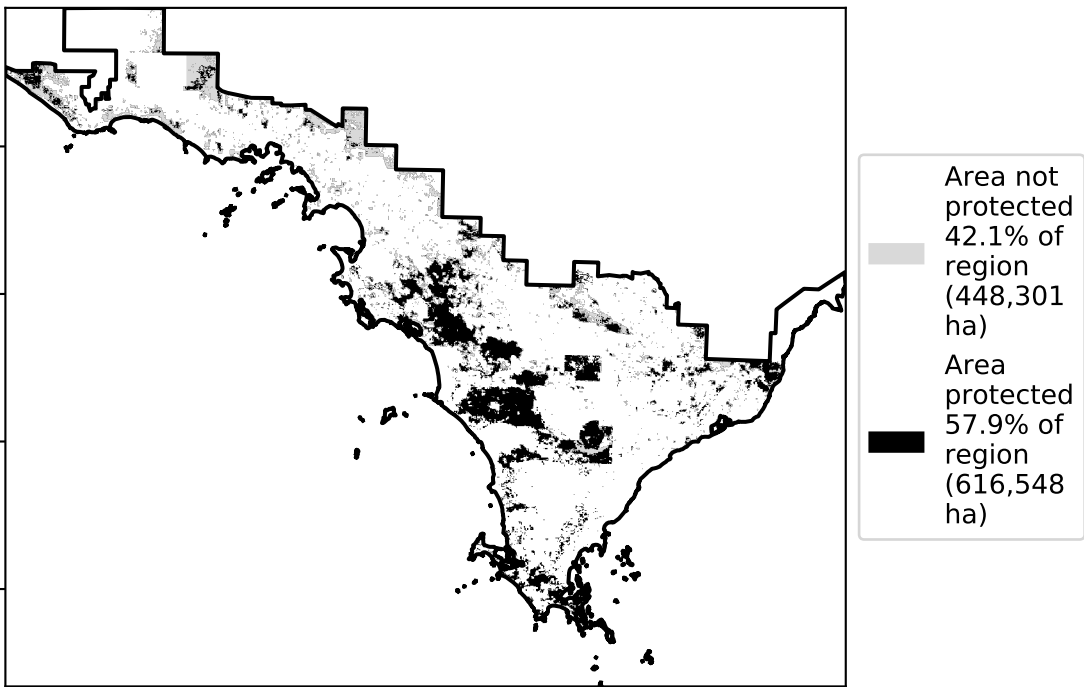 Area not
protected
42.1% of
region
(448,301
ha)
Area
protected
57.9% of
region
(616,548
ha)